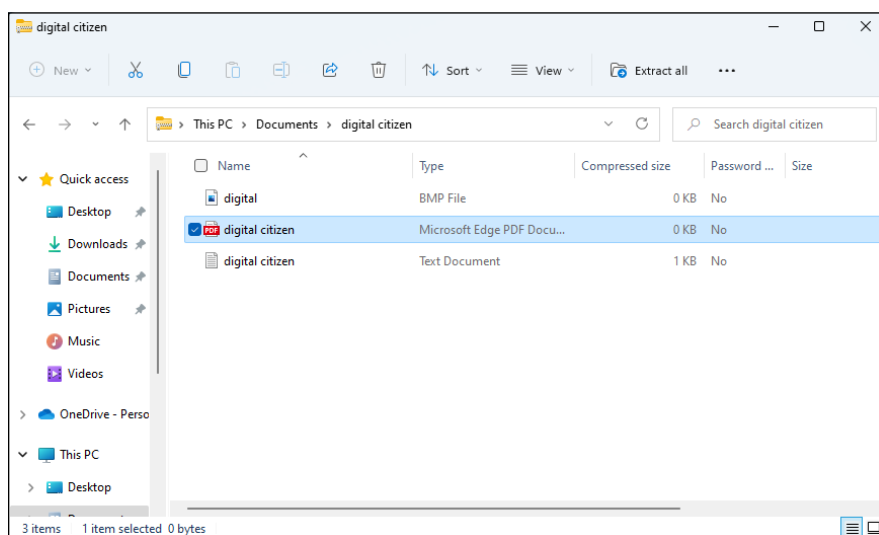 digital citizen
New Sort View Extract all
This PC > Documents > digital citizen Search digital citizen
Name Type Compressed size Password ... Size
Quick access
digital BMP File 0 KB No
Desktop
PDF digital citizen Microsoft Edge PDF Docu... 0 KB No
Downloads
digital citizen Text Document 1 KB No
Documents
Pictures
Music
Videos
OneDrive - Perso
This PC
Desktop
3 items 1 item selected 0 bytes